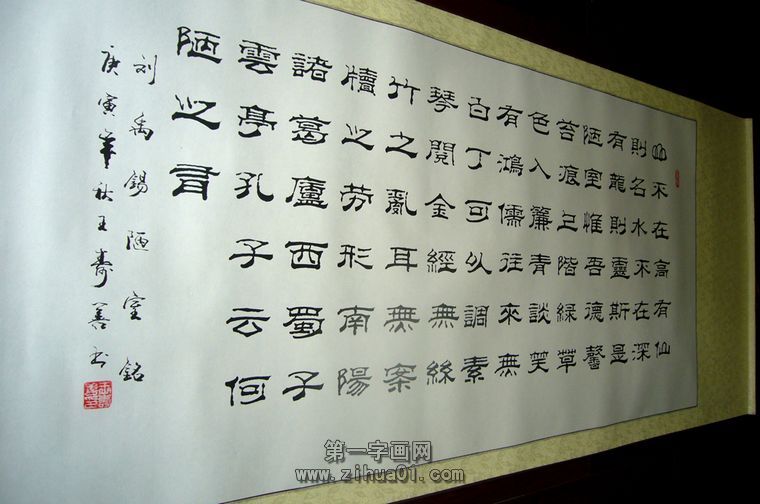 山不在高有仙
則名水不在深
有龍則靈斯是
陋室惟吾德馨
苔痕上階綠草
色入簾青談笑
有鴻儒往來無
白丁可以調素
琴閱金經無絲
竹之亂耳無案
牘之劳形南陽
諸葛廬西蜀子
雲亭孔子云何
陋之有
刘禹錫陋室銘
庚寅年秋王壽善书
第一字画网
www.zihua01.com